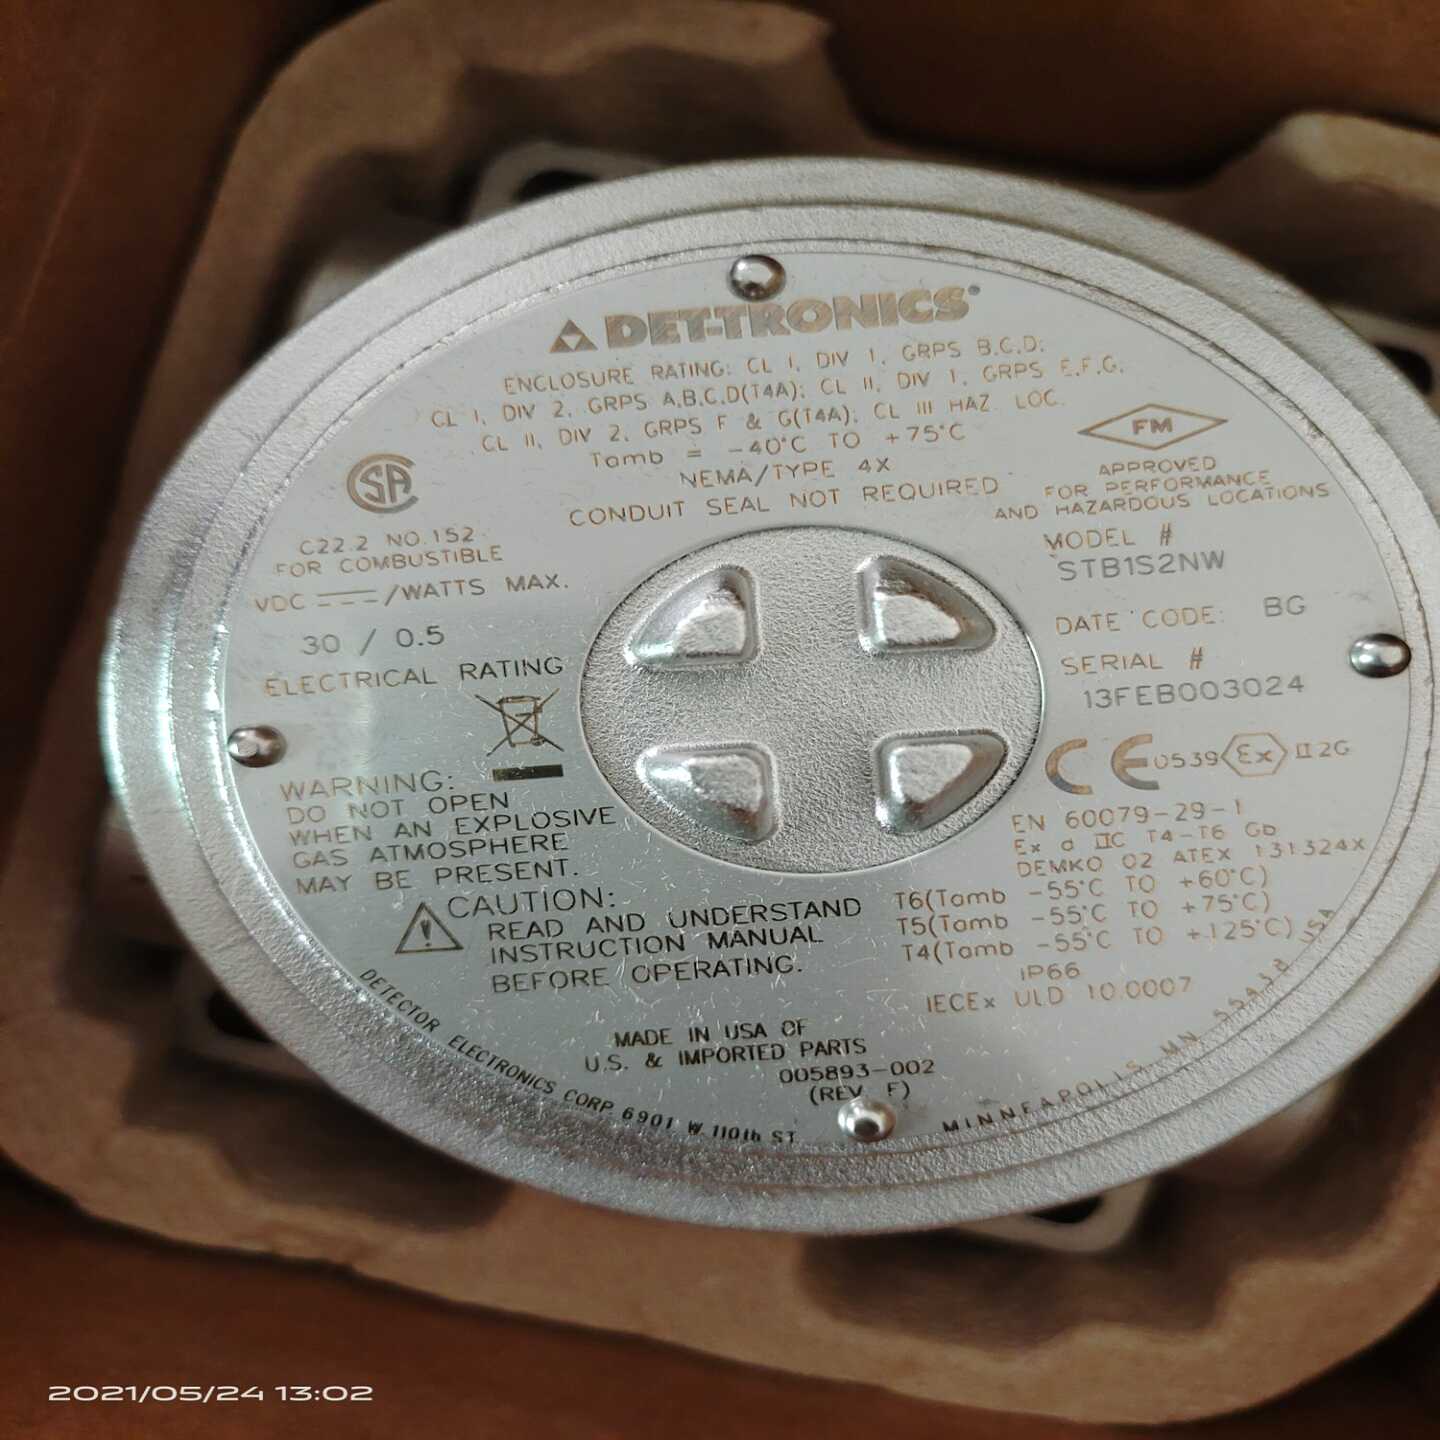 DET-TRONICS®
ENCLOSURE RATING: CL I, DIV 1, GRPS B,C,D;
CL I, DIV 2, GRPS A,B,C,D(T4A); CL II, DIV 1, GRPS E,F,G;
CL II, DIV 2, GRPS F & G(T4A); CL III HAZ. LOC.
Tamb = -40°C TO +75°C
NEMA/TYPE 4X
CONDUIT SEAL NOT REQUIRED
CSA
C22.2 NO.152
FOR COMBUSTIBLE
VDC /WATTS MAX.
30 / 0.5
ELECTRICAL RATING
FM
APPROVED
FOR PERFORMANCE
AND HAZARDOUS LOCATIONS
MODEL #
STB1S2NW
DATE CODE: BG
SERIAL #
13FEB003024
CE 0539 Ex II 2G
EN 60079-29-1
Ex d IIC T4-T6 Gb
DEMKO 02 ATEX 131324X
T6(Tamb -55°C TO +60°C)
T5(Tamb -55°C TO +75°C)
T4(Tamb -55°C TO +125°C)
IP66
IECEx ULD 10.0007
WARNING:
DO NOT OPEN
WHEN AN EXPLOSIVE
GAS ATMOSPHERE
MAY BE PRESENT.
CAUTION:
READ AND UNDERSTAND
INSTRUCTION MANUAL
BEFORE OPERATING.
MADE IN USA OF
U.S. & IMPORTED PARTS
005893-002
(REV F)
DETECTOR ELECTRONICS CORP 6901 W 110th ST
MINNEAPOLIS MN 55438 USA
2021/05/24 13:02